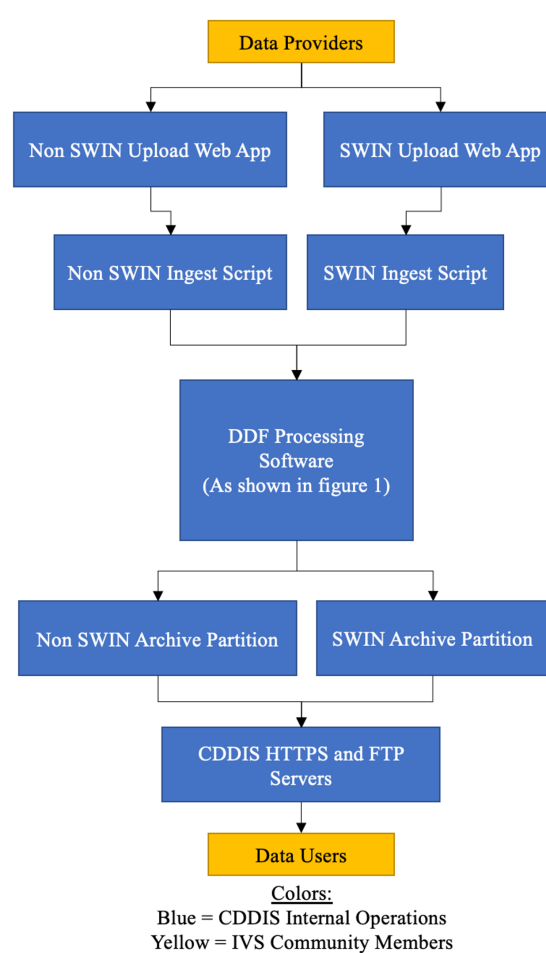 Data Providers
Non SWIN Upload Web App
SWIN Upload Web App
Non SWIN Ingest Script
SWIN Ingest Script
DDF Processing
Software
(As shown in figure 1)
Non SWIN Archive Partition
SWIN Archive Partition
CDDIS HTTPS and FTP
Servers
Data Users
Colors:
Blue = CDDIS Internal Operations
Yellow = IVS Community Members